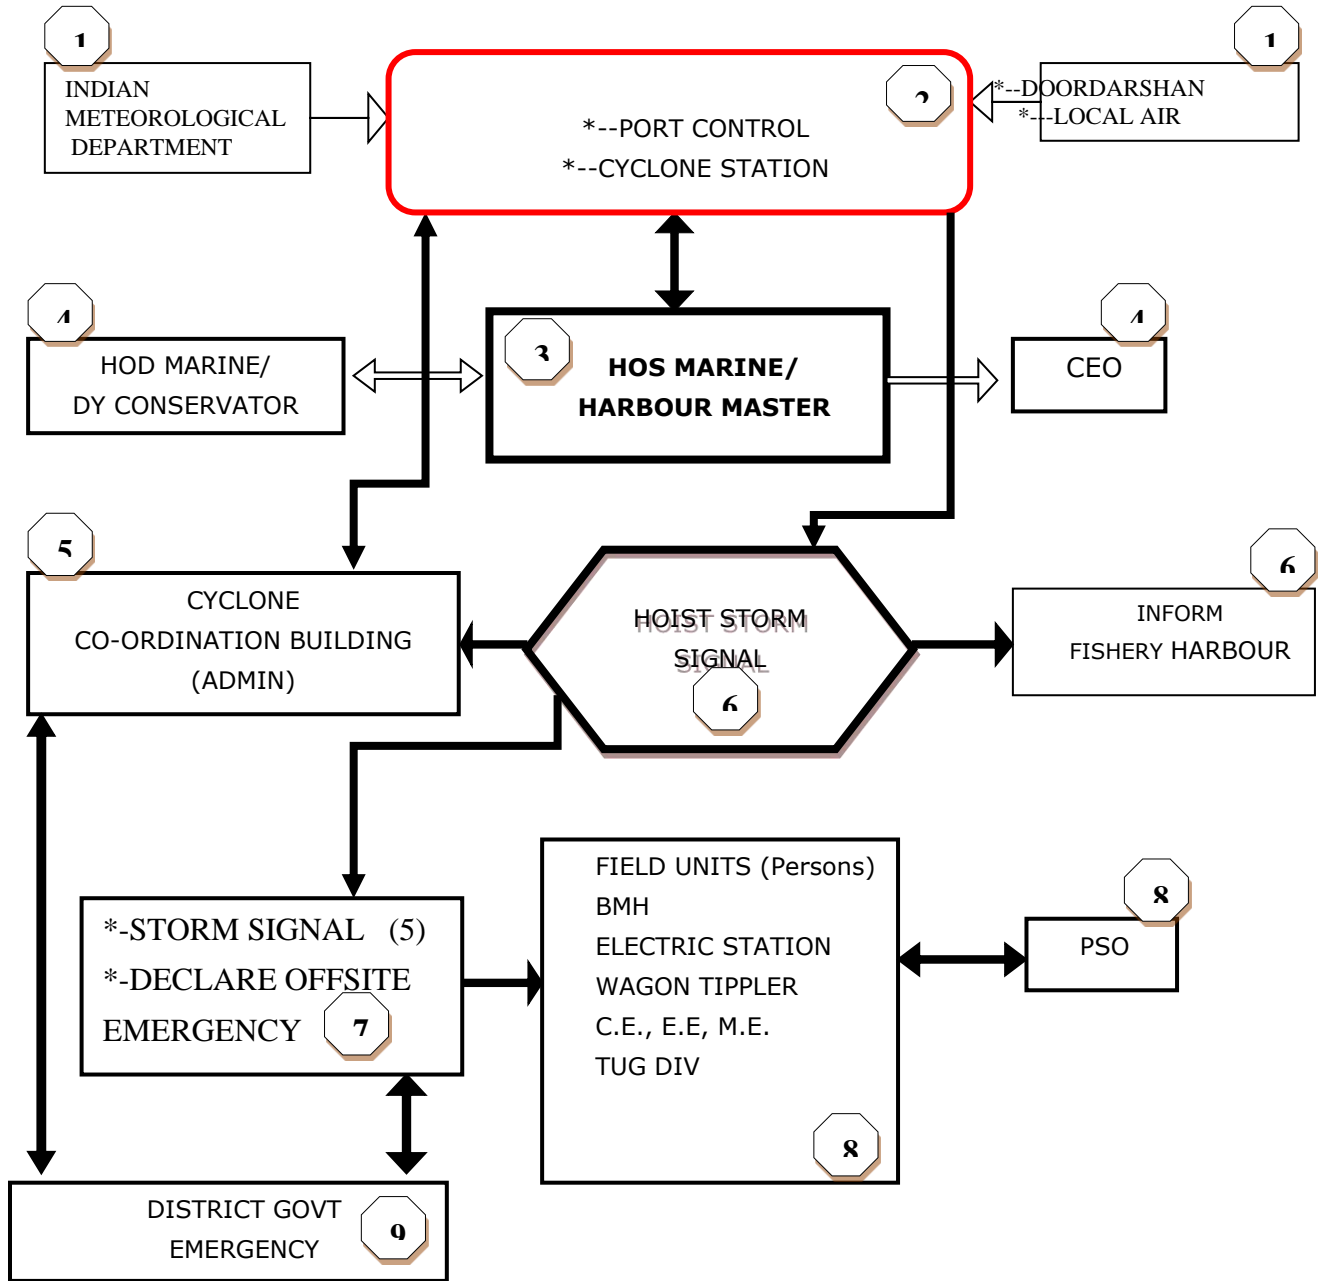 1
1
INDIAN
METEOROLOGICAL
DEPARTMENT
2
*--PORT CONTROL
*--CYCLONE STATION
*--DOORDARSHAN
*---LOCAL AIR
4
HOD MARINE/
DY CONSERVATOR
3
HOS MARINE/
HARBOUR MASTER
4
CEO
5
CYCLONE
CO-ORDINATION BUILDING
(ADMIN)
HOIST STORM
SIGNAL
6
6
INFORM
FISHERY HARBOUR
*-STORM SIGNAL (5)
*-DECLARE OFFSITE
EMERGENCY
7
FIELD UNITS (Persons)
BMH
ELECTRIC STATION
WAGON TIPPLER
C.E., E.E, M.E.
TUG DIV
8
8
PSO
DISTRICT GOVT
EMERGENCY
9